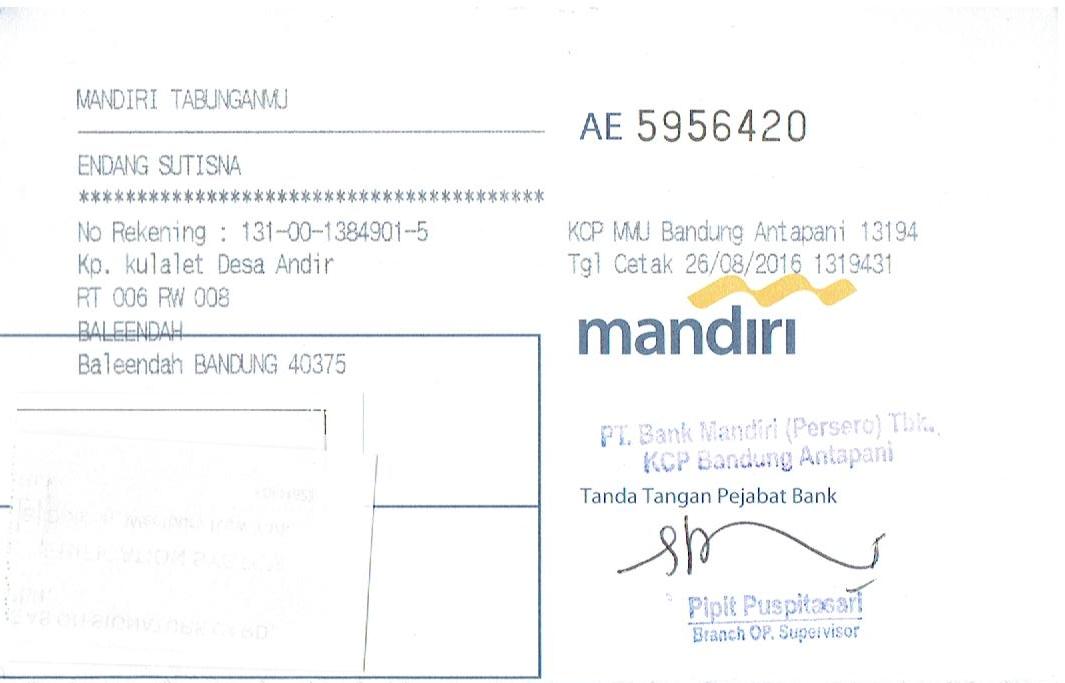 MANDIRI TABUNGANMU
ENDANG SUTISNA
****************************************
No Rekening : 131-00-1384901-5
Kp. kulalet Desa Andir
RT 006 RW 008
BALEENDAH
Baleendah BANDUNG 40375
AE 5956420
KCP MMU Bandung Antapani 13194
Tgl Cetak 26/08/2016 1319431
mandiri
PT. Bank Mandiri (Persero) Tbk.,
KCP Bandung Antapani
Tanda Tangan Pejabat Bank
Pipit Puspitasari
Branch OP. Supervisor